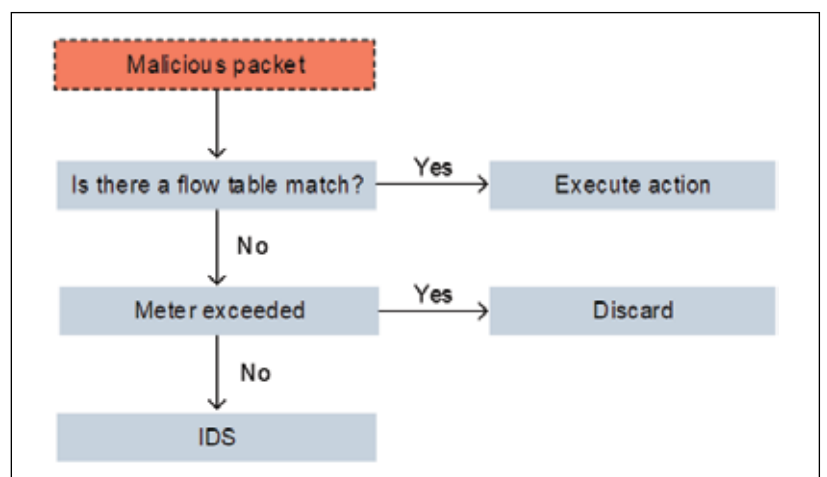 Malicious packet
Is there a flow table match?
Yes
Execute action
No
Meter exceeded
Yes
Discard
No
IDS